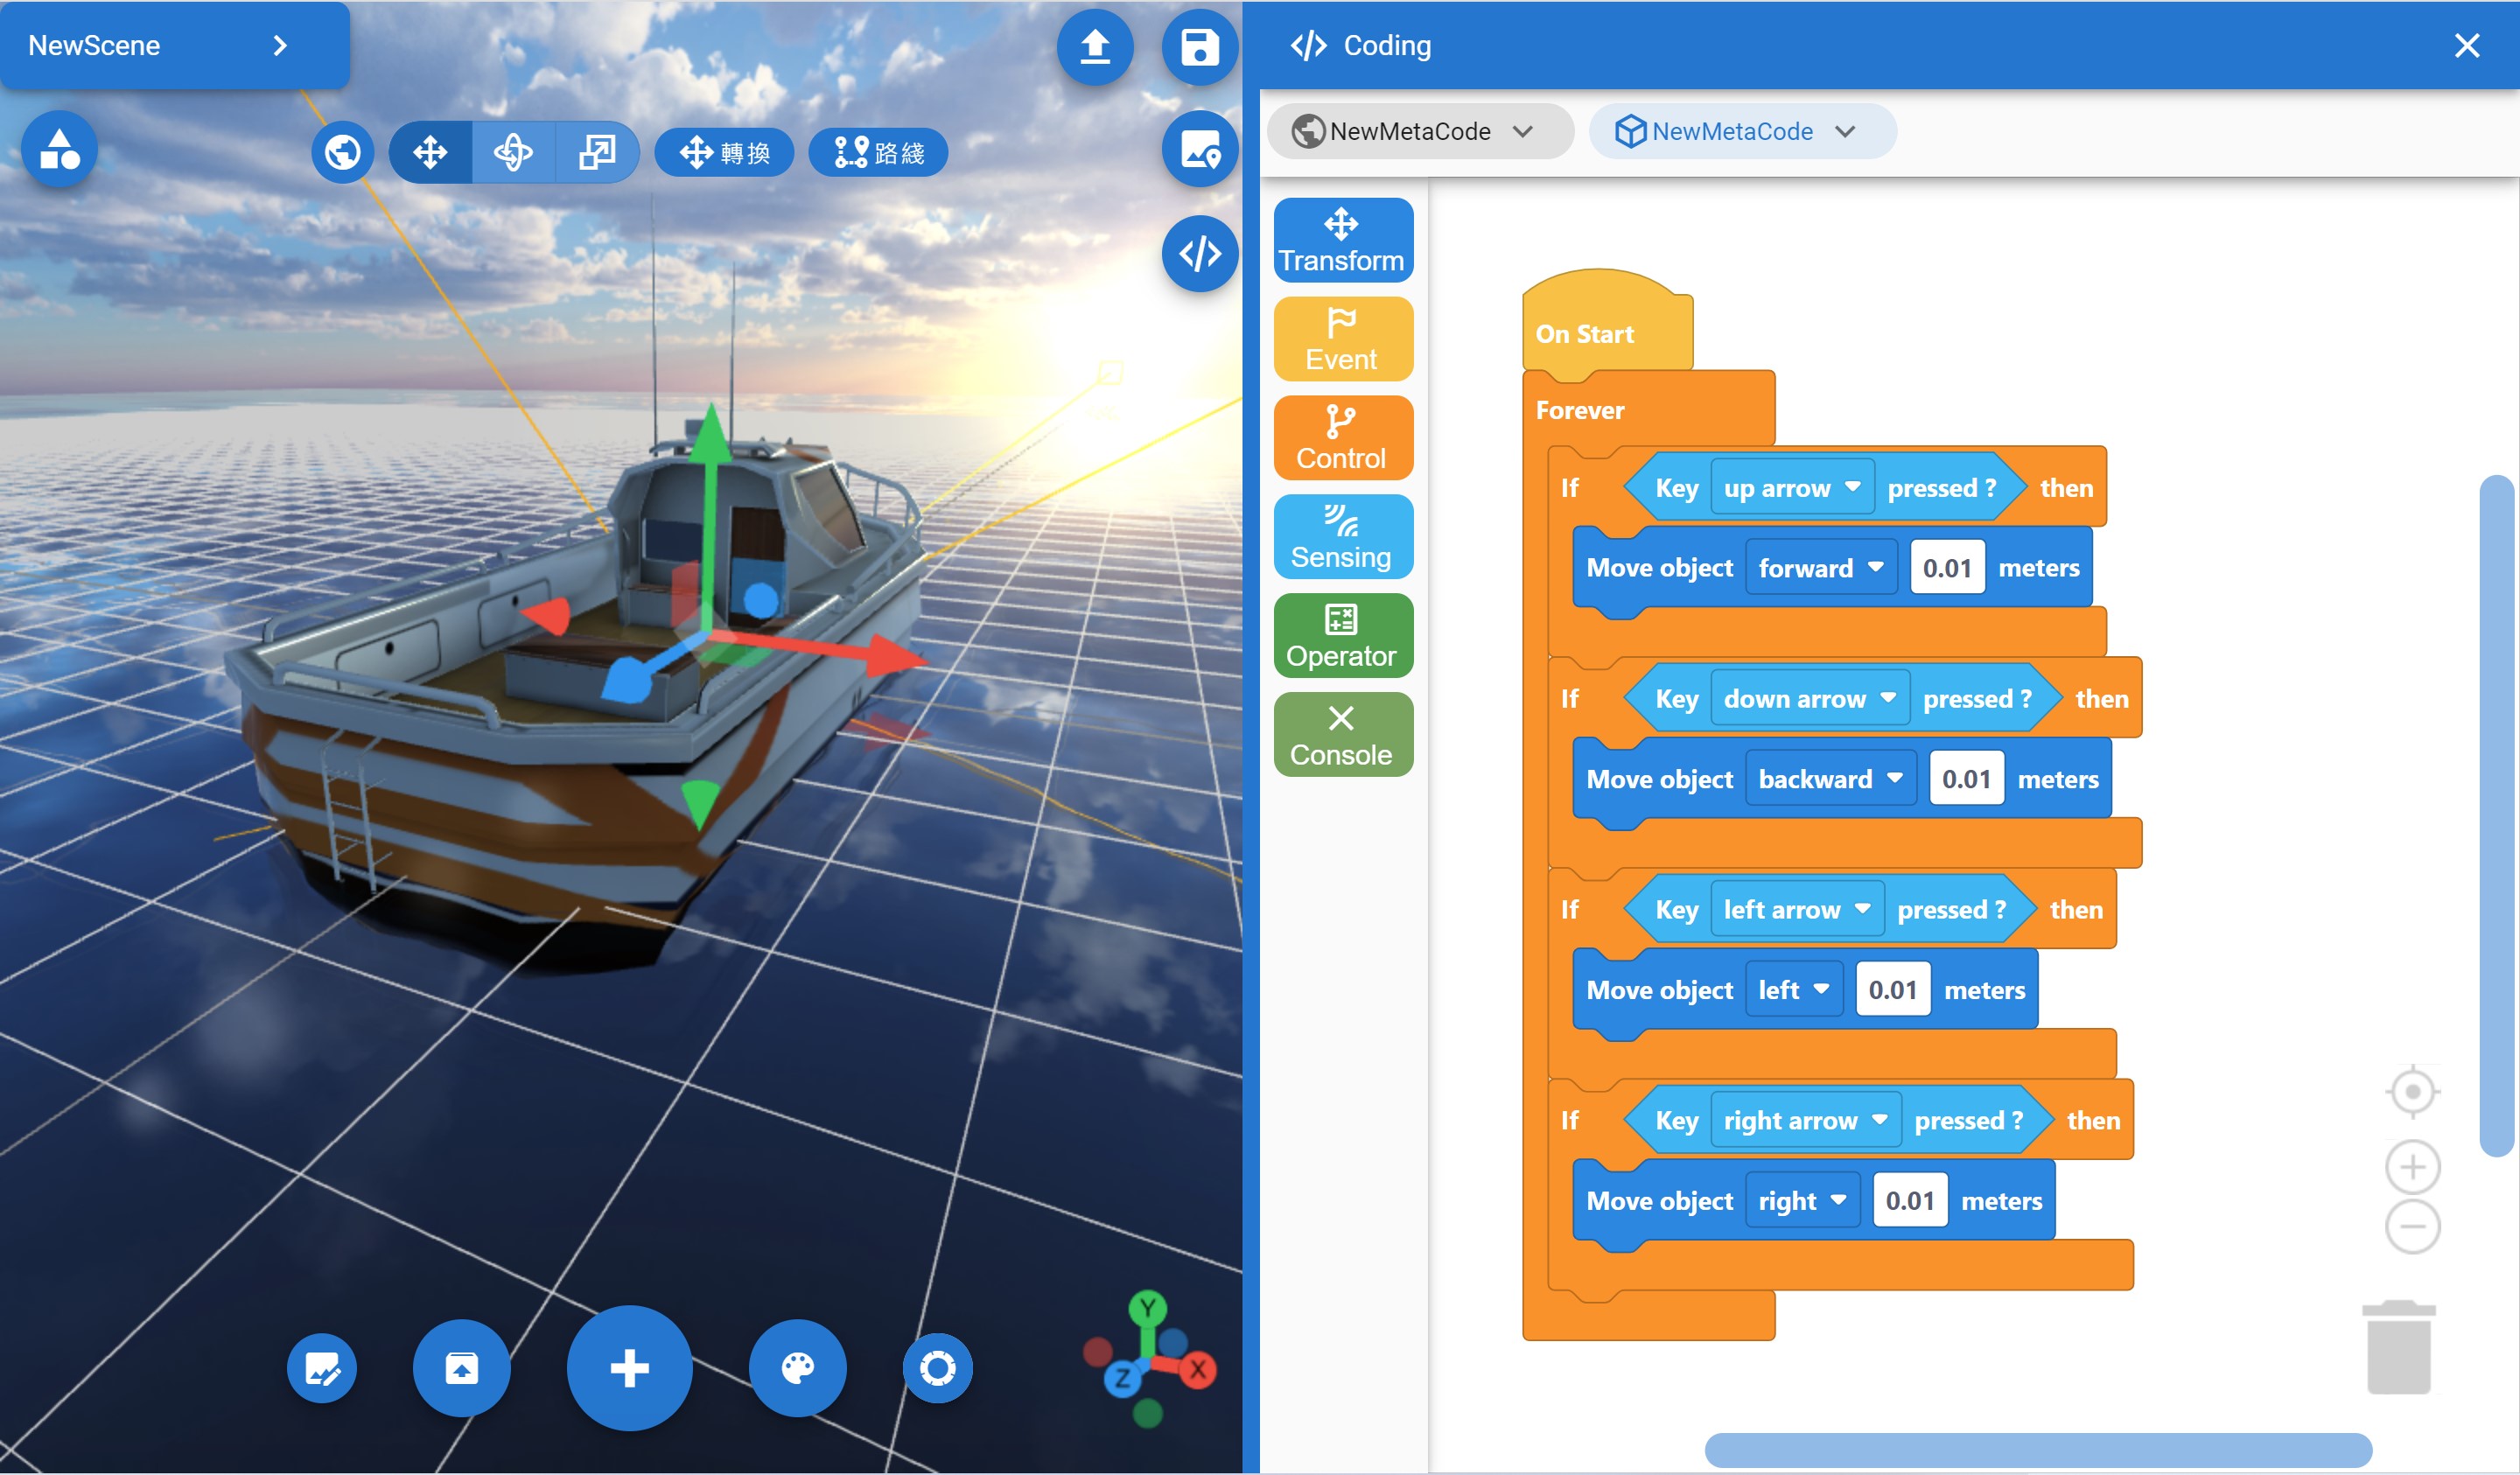 NewScene
轉換
路綫
Y
Z
X
Coding
NewMetaCode
NewMetaCode
Transform
Event
Control
Sensing
Operator
Console
On Start
Forever
If Key up arrow pressed ? then
Move object forward 0.01 meters
If Key down arrow pressed ? then
Move object backward 0.01 meters
If Key left arrow pressed ? then
Move object left 0.01 meters
If Key right arrow pressed ? then
Move object right 0.01 meters